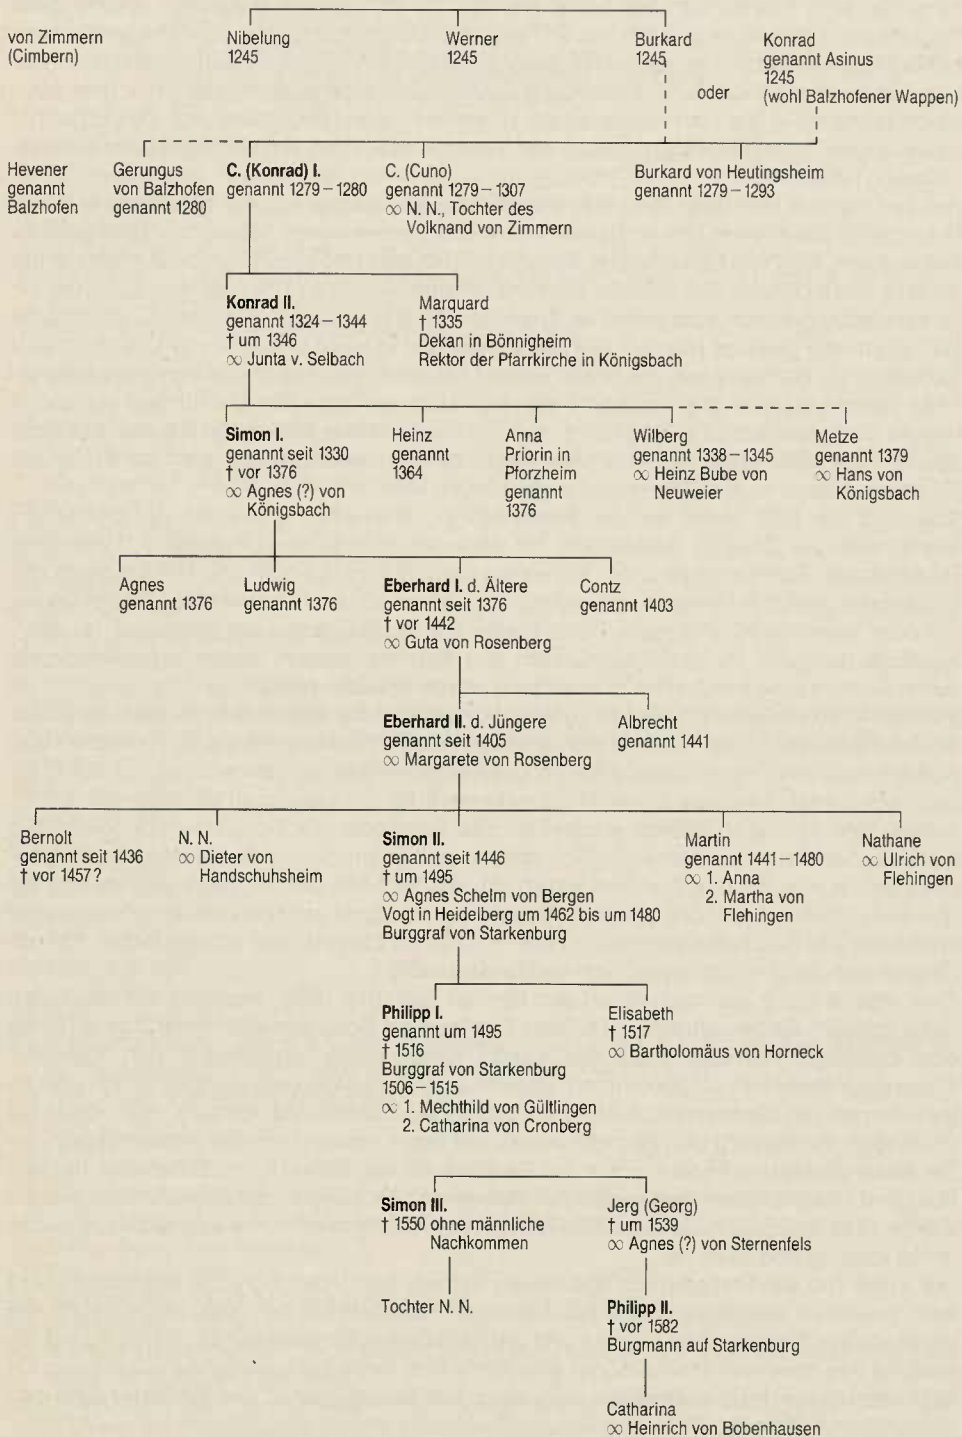 von Zimmern
(Cimbern)
Nibelung
1245
Werner
1245
Burkard
1245
oder
Konrad
genannt Asinus
1245
(wohl Balzhofener Wappen)
Hevener
genannt
Balzhofen
Gerungus
von Balzhofen
genannt 1280
C. (Konrad) I.
genannt 1279–1280
C. (Cuno)
genannt 1279–1307
∞ N. N., Tochter des
Volknand von Zimmern
Burkard von Heutingsheim
genannt 1279–1293
Konrad II.
genannt 1324–1344
† um 1346
∞ Junta v. Selbach
Marquard
† 1335
Dekan in Bönnigheim
Rektor der Pfarrkirche in Königsbach
Simon I.
genannt seit 1330
† vor 1376
∞ Agnes (?) von
Königsbach
Heinz
genannt
1364
Anna
Priorin in
Pforzheim
genannt
1376
Wilberg
genannt 1338–1345
∞ Heinz Bube von
Neuweier
Metze
genannt 1379
∞ Hans von
Königsbach
Agnes
genannt 1376
Ludwig
genannt 1376
Eberhard I. d. Ältere
genannt seit 1376
† vor 1442
∞ Guta von Rosenberg
Contz
genannt 1403
Eberhard II. d. Jüngere
genannt seit 1405
∞ Margarete von Rosenberg
Albrecht
genannt 1441
Bernolt
genannt seit 1436
† vor 1457?
N. N.
∞ Dieter von
Handschuhsheim
Simon II.
genannt seit 1446
† um 1495
∞ Agnes Schelm von Bergen
Vogt in Heidelberg um 1462 bis um 1480
Burggraf von Starkenburg
Martin
genannt 1441–1480
∞ 1. Anna
2. Martha von
Flehingen
Nathane
∞ Ulrich von
Flehingen
Philipp I.
genannt um 1495
† 1516
Burggraf von Starkenburg
1506–1515
∞ 1. Mechthild von Gültlingen
2. Catharina von Cronberg
Elisabeth
† 1517
∞ Bartholomäus von Horneck
Simon III.
† 1550 ohne männliche
Nachkommen
Jerg (Georg)
† um 1539
∞ Agnes (?) von Sternenfels
Tochter N. N.
Philipp II.
† vor 1582
Burgmann auf Starkenburg
Catharina
∞ Heinrich von Bobenhausen